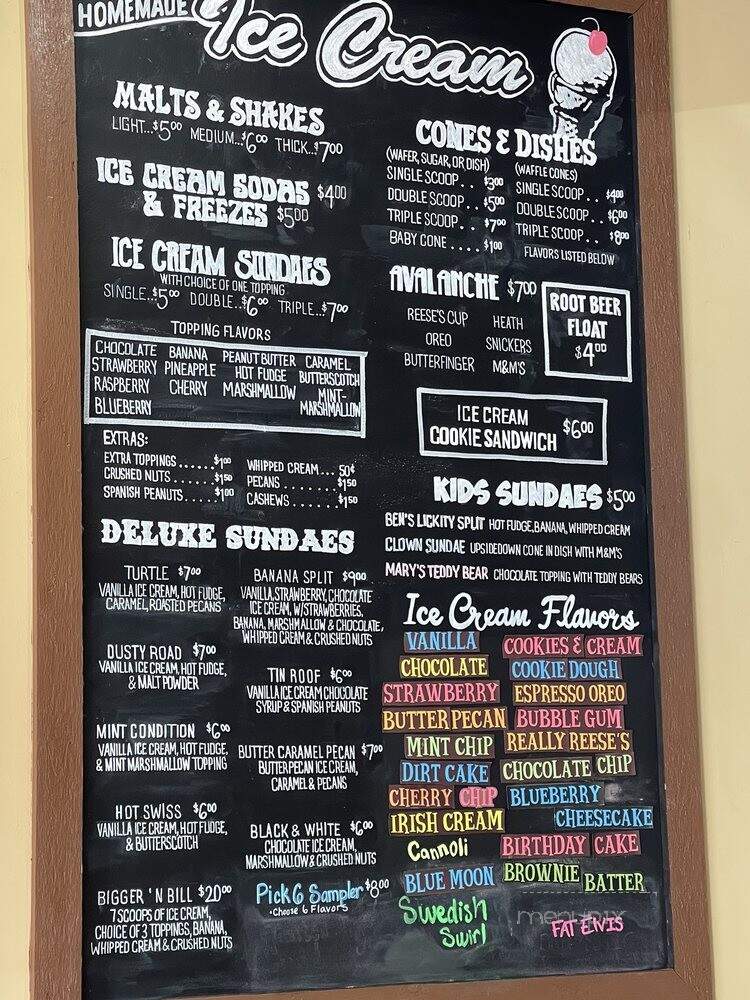 HOMEMADE Ice Cream
MALTS & SHAKES
LIGHT...$5.00 MEDIUM...$6.00 THICK...$7.00
ICE CREAM SODAS $4.00
& FREEZES $5.00
ICE CREAM SUNDAES
WITH CHOICE OF ONE TOPPING
SINGLE...$5.00 DOUBLE...$6.00 TRIPLE...$7.00
TOPPING FLAVORS
CHOCOLATE BANANA PEANUT BUTTER CARAMEL
STRAWBERRY PINEAPPLE HOT FUDGE BUTTERSCOTCH
RASPBERRY CHERRY MARSHMALLOW MINT-
BLUEBERRY MARSHMALLOW
EXTRAS:
EXTRA TOPPINGS......$1.00
CRUSHED NUTS......$1.50
SPANISH PEANUTS....$1.00
WHIPPED CREAM... 50¢
PECANS..........$1.50
CASHEWS........$1.50
DELUXE SUNDAES
TURTLE $7.00
VANILLA ICE CREAM, HOT FUDGE,
CARAMEL, ROASTED PECANS
DUSTY ROAD $7.00
VANILLA ICE CREAM, HOT FUDGE,
& MALT POWDER
MINT CONDITION $6.00
VANILLA ICE CREAM, HOT FUDGE,
& MINT MARSHMALLOW TOPPING
HOT SWISS $6.00
VANILLA ICE CREAM, HOT FUDGE,
& BUTTERSCOTCH
BIGGER 'N BILL $20.00
7 SCOOPS OF ICE CREAM,
CHOICE OF 3 TOPPINGS, BANANA,
WHIPPED CREAM & CRUSHED NUTS
BANANA SPLIT $9.00
VANILLA, STRAWBERRY, CHOCOLATE
ICE CREAM, W/STRAWBERRIES,
BANANA, MARSHMALLOW & CHOCOLATE,
WHIPPED CREAM & CRUSHED NUTS
TIN ROOF $6.00
VANILLA ICE CREAM CHOCOLATE
SYRUP & SPANISH PEANUTS
BUTTER CARAMEL PECAN $7.00
BUTTERPECAN ICE CREAM,
CARAMEL & PECANS
BLACK & WHITE $6.00
CHOCOLATE ICE CREAM,
MARSHMALLOW & CRUSHED NUTS
Pick 6 Sampler $8.00
•Choose 6 Flavors
CONES & DISHES
(WAFER, SUGAR, OR DISH)
SINGLE SCOOP.. $3.00
DOUBLE SCOOP.. $5.00
TRIPLE SCOOP.. $7.00
BABY CONE.... $1.00
(WAFFLE CONES)
SINGLE SCOOP.. $4.00
DOUBLE SCOOP.. $6.00
TRIPLE SCOOP.. $8.00
FLAVORS LISTED BELOW
AVALANCHE $7.00
REESE'S CUP HEATH
OREO SNICKERS
BUTTERFINGER M&M'S
ROOT BEER
FLOAT
$4.00
ICE CREAM
COOKIE SANDWICH $6.00
KIDS SUNDAES $5.00
BEN'S LICKITY SPLIT HOT FUDGE, BANANA, WHIPPED CREAM
CLOWN SUNDAE UPSIDEDOWN CONE IN DISH WITH M&M'S
MARY'S TEDDY BEAR CHOCOLATE TOPPING WITH TEDDY BEARS
Ice Cream Flavors
VANILLA
CHOCOLATE
STRAWBERRY
BUTTER PECAN
MINT CHIP
DIRT CAKE
CHERRY CHIP
IRISH CREAM
Cannoli
BLUE MOON
Swedish
Swirl
COOKIES & CREAM
COOKIE DOUGH
ESPRESSO OREO
BUBBLE GUM
REALLY REESE'S
CHOCOLATE CHIP
BLUEBERRY
CHEESECAKE
BIRTHDAY CAKE
BROWNIE BATTER
menupix
FAT ELVIS